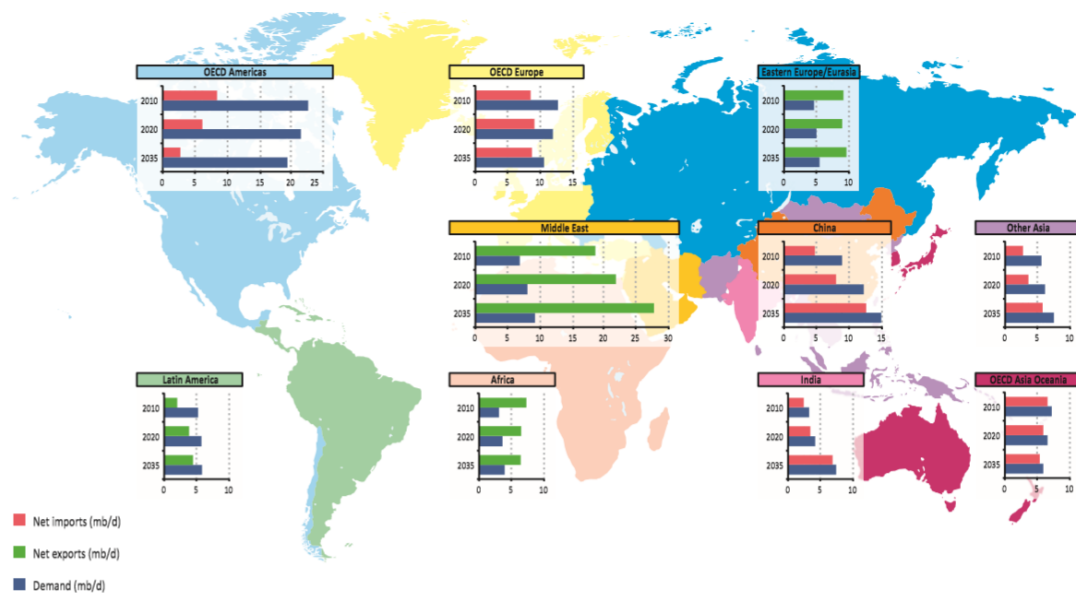 OECD Americas
2010
2020
2035
0 5 10 15 20 25
OECD Europe
2010
2020
2035
0 5 10 15
Eastern Europe/Eurasia
2010
2020
2035
0 5 10
Middle East
2010
2020
2035
0 5 10 15 20 25 30
China
2010
2020
2035
0 5 10 15
Other Asia
2010
2020
2035
0 5 10
Latin America
2010
2020
2035
0 5 10
Africa
2010
2020
2035
0 5 10
India
2010
2020
2035
0 5 10
OECD Asia Oceania
2010
2020
2035
0 5 10
Net imports (mb/d)
Net exports (mb/d)
Demand (mb/d)